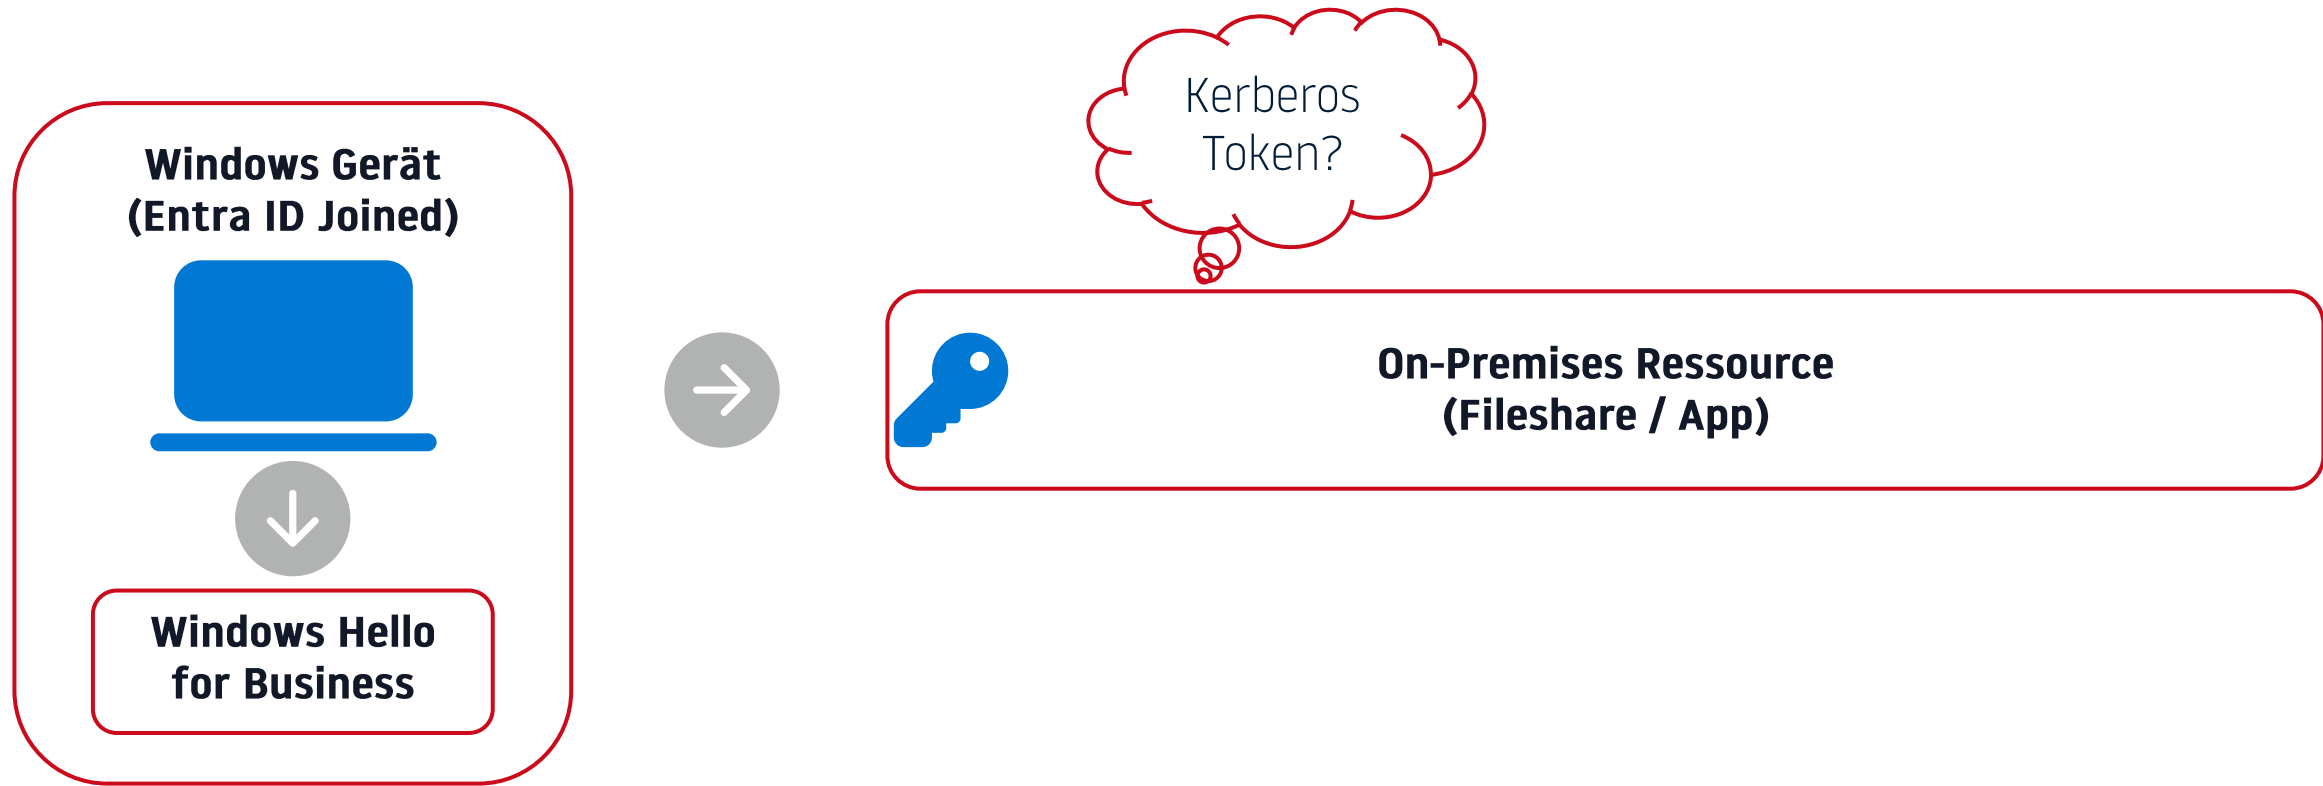 Kerberos
Token?
Windows Gerät
(Entra ID Joined)
On-Premises Ressource
(Fileshare / App)
Windows Hello
for Business